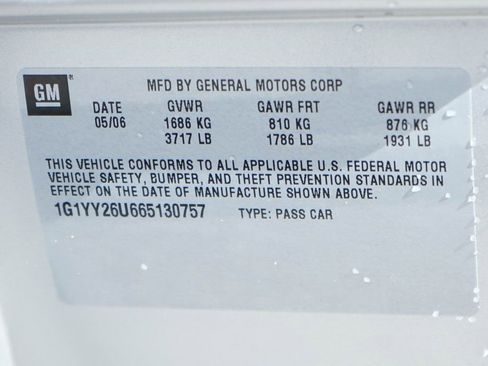 GM®
MFD BY GENERAL MOTORS CORP
DATE GVWR GAWR FRT GAWR RR
05/06 1686 KG 810 KG 876 KG
3717 LB 1786 LB 1931 LB
THIS VEHICLE CONFORMS TO ALL APPLICABLE U.S. FEDERAL MOTOR
VEHICLE SAFETY, BUMPER, AND THEFT PREVENTION STANDARDS IN
EFFECT ON THE DATE OF MANUFACTURE SHOWN ABOVE.
1G1YY26U665130757 TYPE: PASS CAR